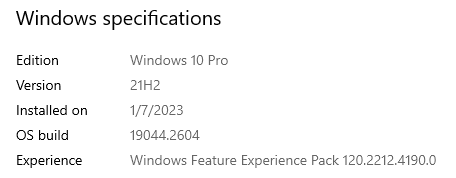 Windows specifications
Edition Windows 10 Pro
Version 21H2
Installed on 1/7/2023
OS build 19044.2604
Experience Windows Feature Experience Pack 120.2212.4190.0